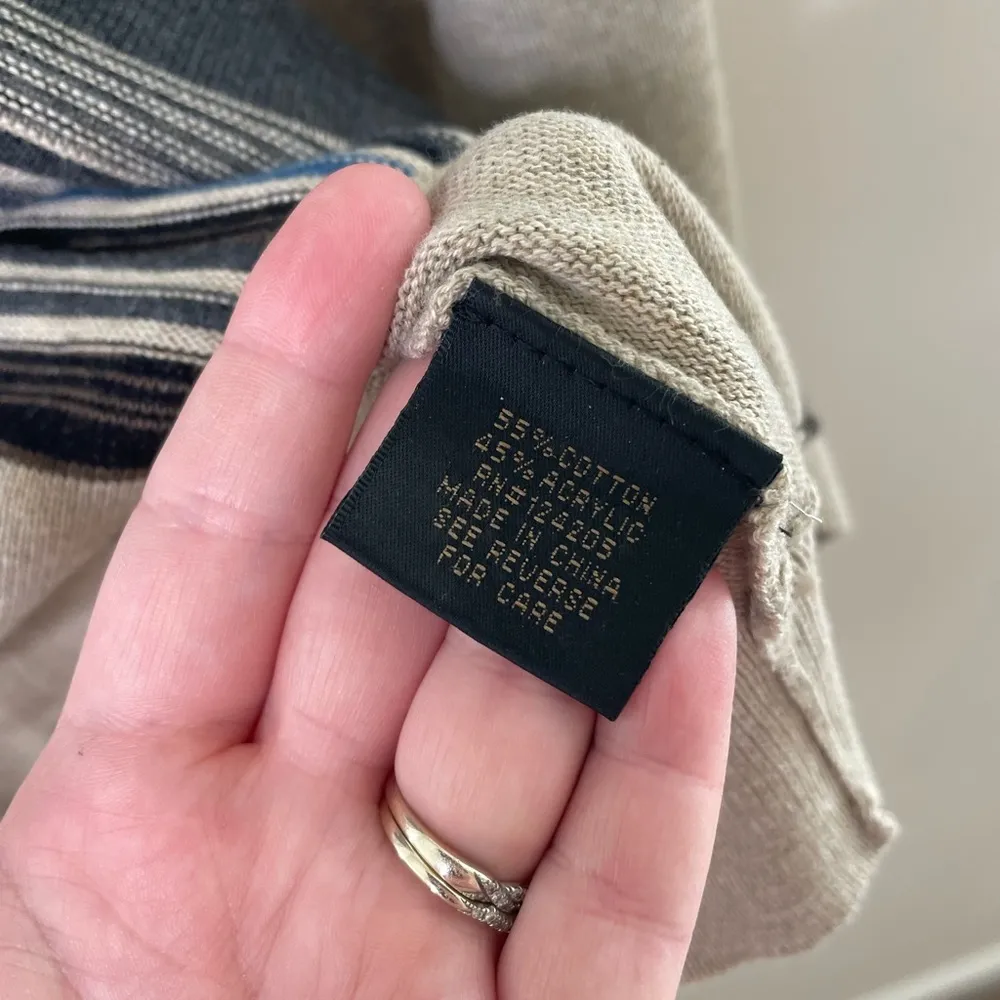 55% COTTON
45% ACRYLIC
RN#124205
MADE IN CHINA
SEE REVERSE
FOR CARE